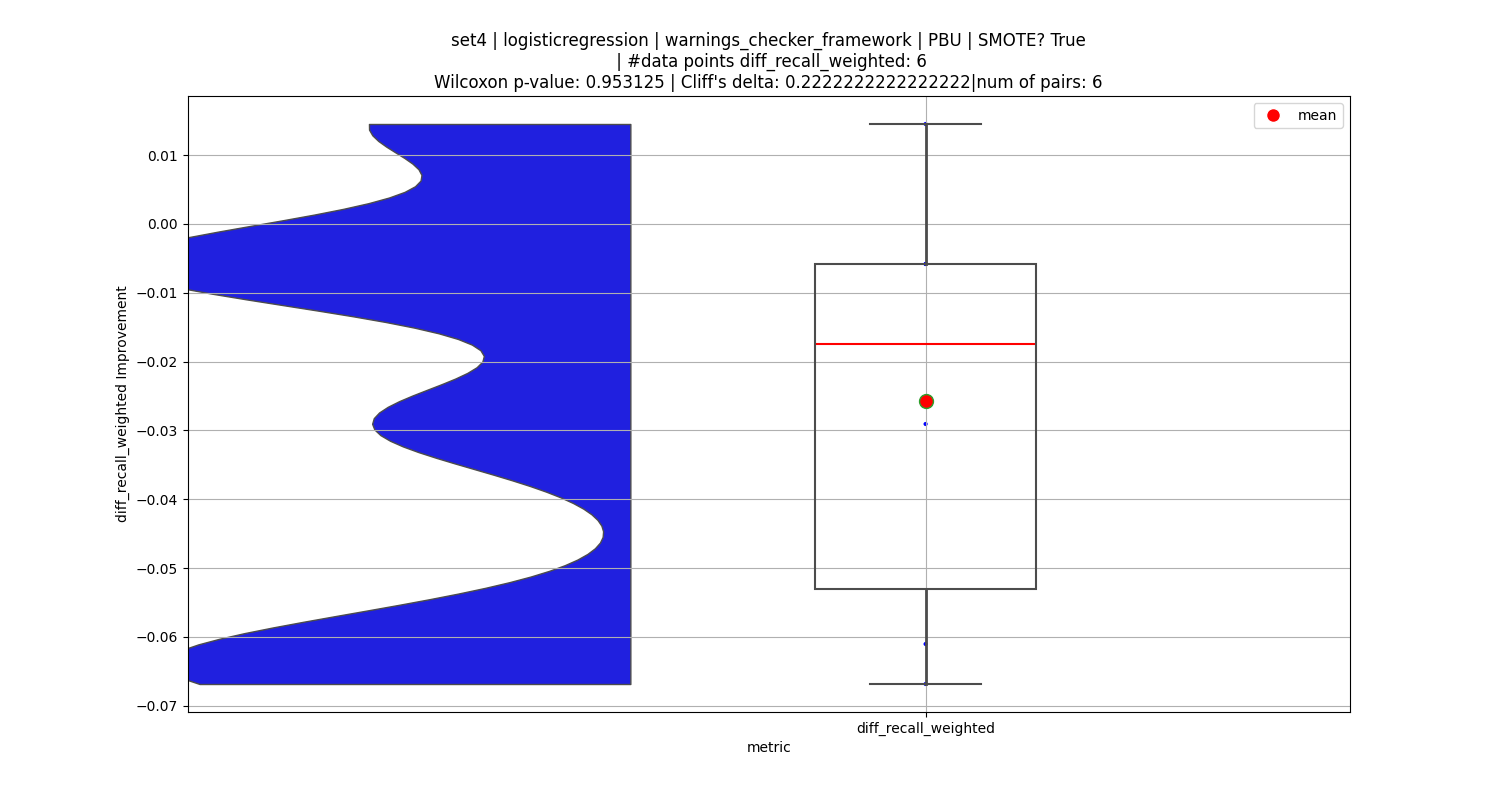 set4 | logisticregression | warnings_checker_framework | PBU | SMOTE? True
| #data points diff_recall_weighted: 6
Wilcoxon p-value: 0.953125 | Cliff's delta: 0.2222222222222222|num of pairs: 6
mean
0.01
0.00
−0.01
−0.02
−0.03
−0.04
−0.05
−0.06
−0.07
diff_recall_weighted Improvement
diff_recall_weighted
metric